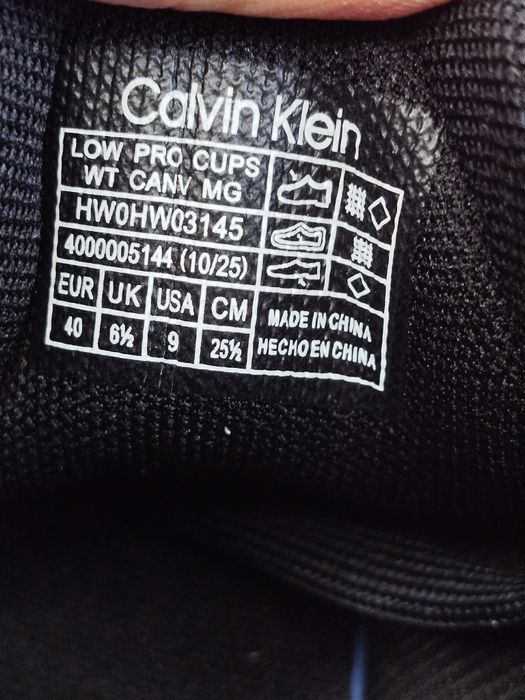 Calvin Klein
LOW PRO CUPS
WT CANV MG
HW0HW03145
4000005144 (10/25)
EUR UK USA CM
40 6½ 9 25½
MADE IN CHINA
HECHO EN CHINA